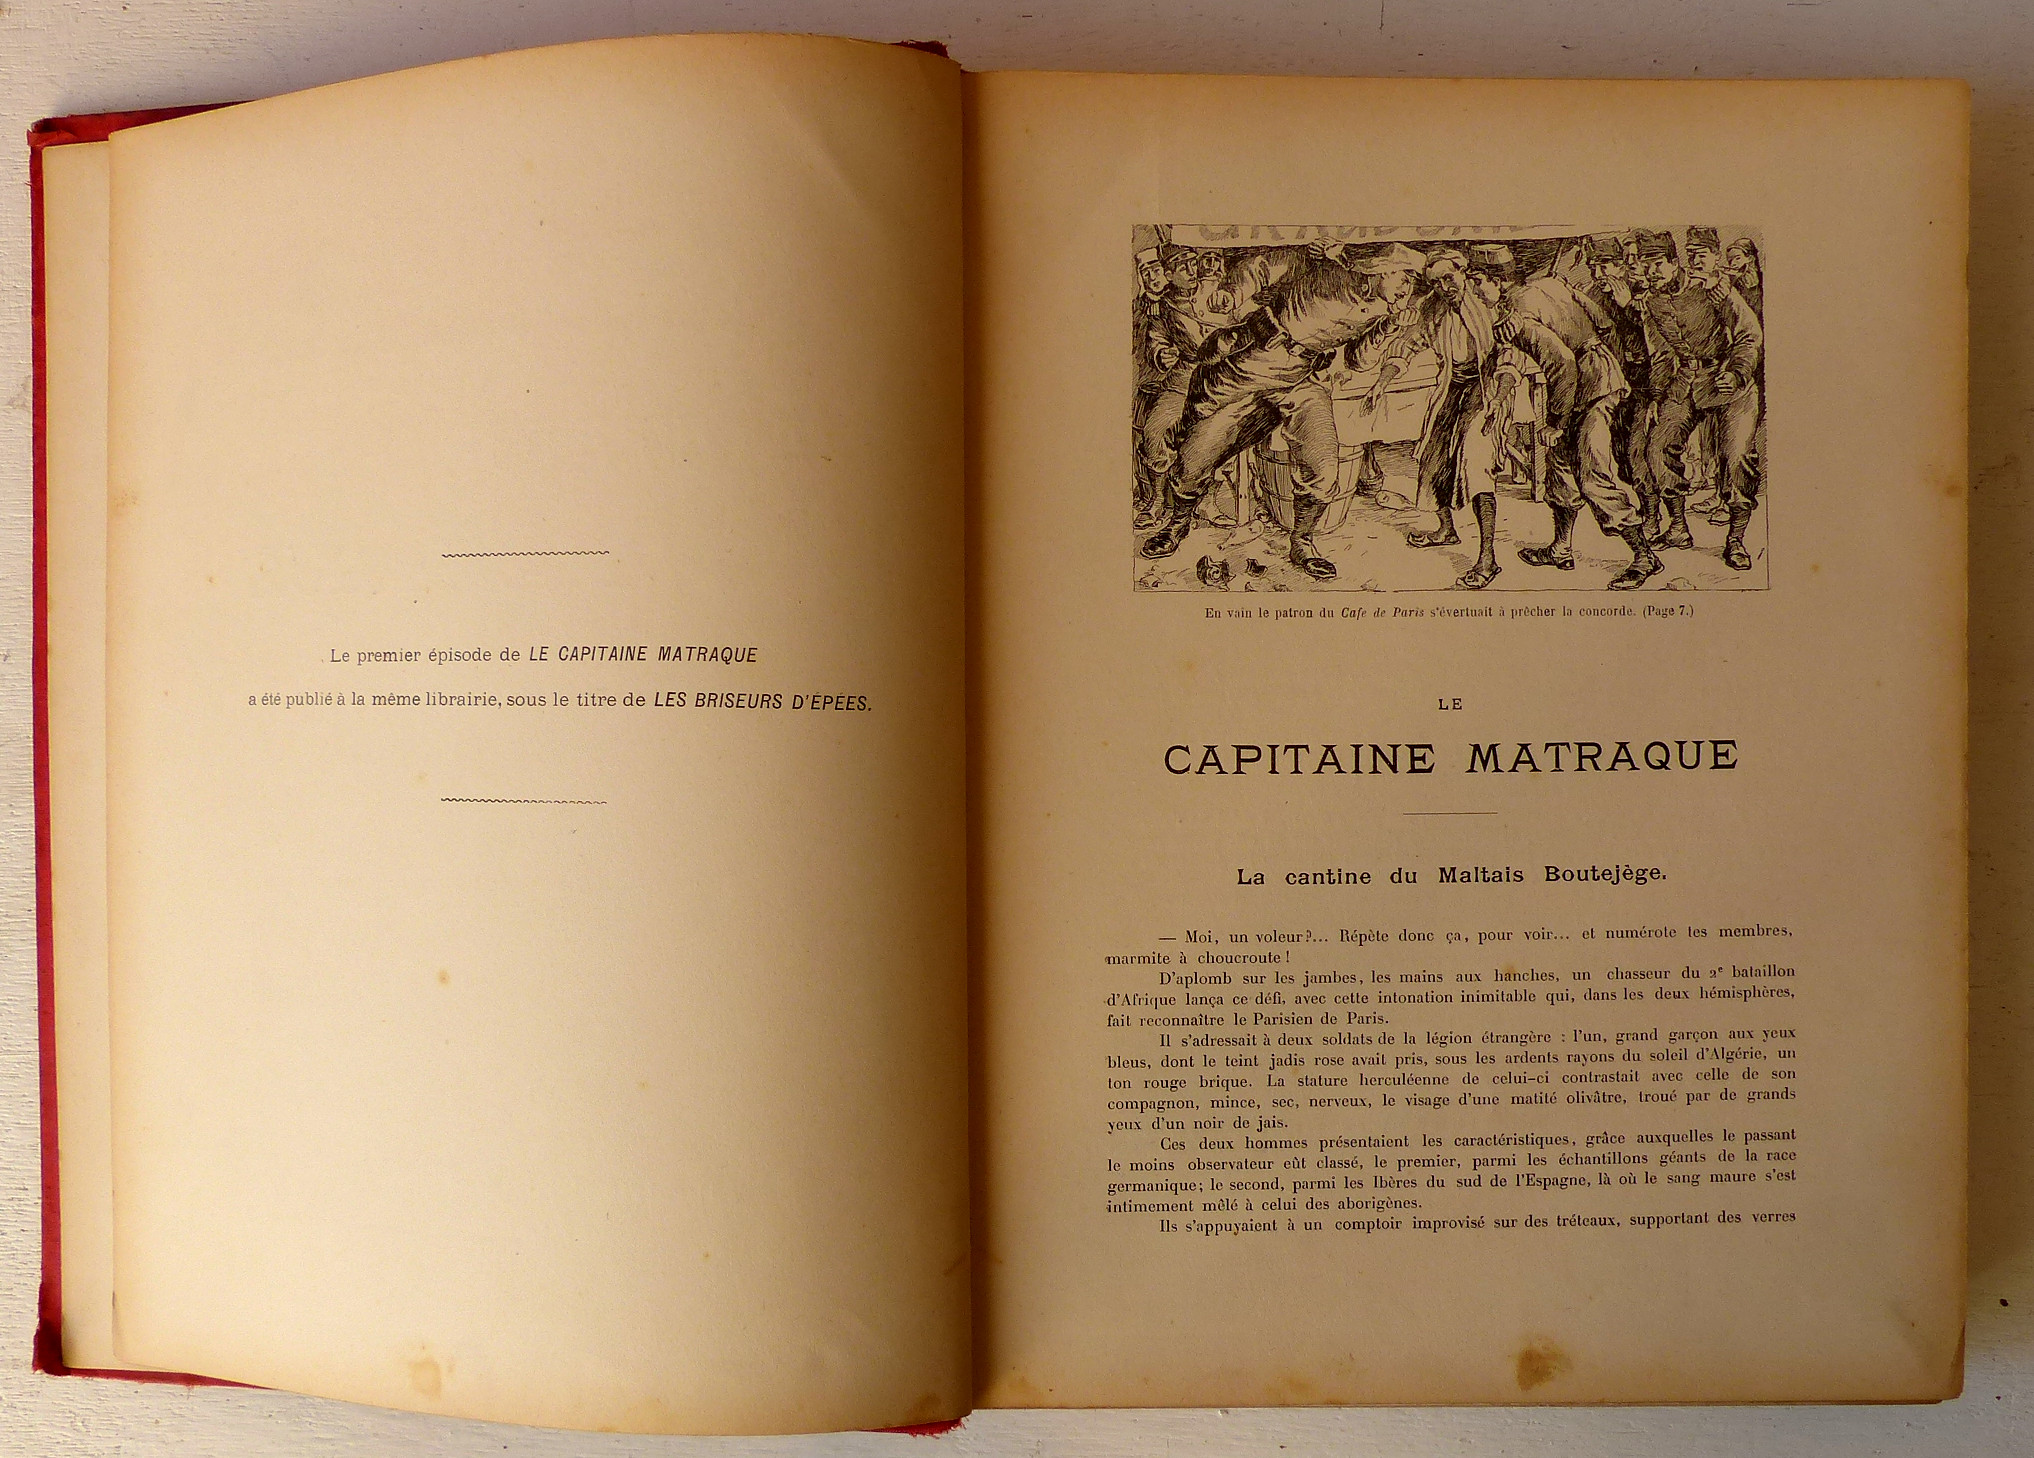 Le premier épisode de LE CAPITAINE MATRAQUE
a été publié à la même librairie, sous le titre de LES BRISEURS D'ÉPÉES.
En vain le patron du Cafe de Paris s'évertuait à prêcher la concorde. (Page 7.)
LE
CAPITAINE MATRAQUE
La cantine du Maltais Boutejège.
— Moi, un voleur?... Répète donc ça, pour voir... et numérote tes membres,
marmite à choucroute !
D'aplomb sur les jambes, les mains aux hanches, un chasseur du 2e bataillon
d'Afrique lança ce défi, avec cette intonation inimitable qui, dans les deux hémisphères,
fait reconnaître le Parisien de Paris.
Il s'adressait à deux soldats de la légion étrangère : l'un, grand garçon aux yeux
bleus, dont le teint jadis rose avait pris, sous les ardents rayons du soleil d'Algérie, un
ton rouge brique. La stature herculéenne de celui-ci contrastait avec celle de son
compagnon, mince, sec, nerveux, le visage d'une matité olivâtre, troué par de grands
yeux d'un noir de jais.
Ces deux hommes présentaient les caractéristiques, grâce auxquelles le passant
le moins observateur eût classé, le premier, parmi les échantillons géants de la race
germanique; le second, parmi les Ibères du sud de l'Espagne, là où le sang maure s'est
intimement mêlé à celui des aborigènes.
Ils s'appuyaient à un comptoir improvisé sur des tréteaux, supportant des verres